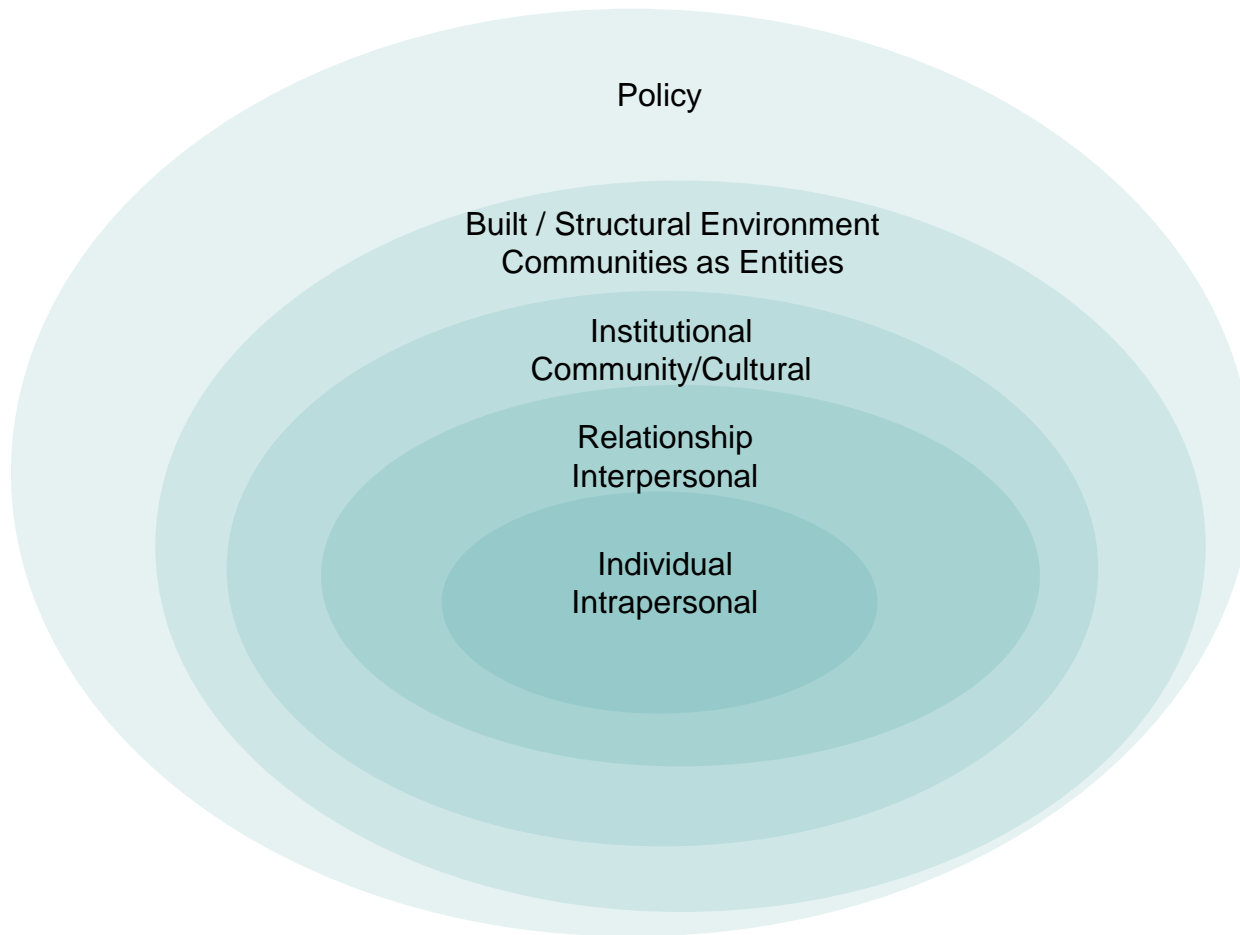 Policy
Built / Structural Environment
Communities as Entities
Institutional
Community/Cultural
Relationship
Interpersonal
Individual
Intrapersonal